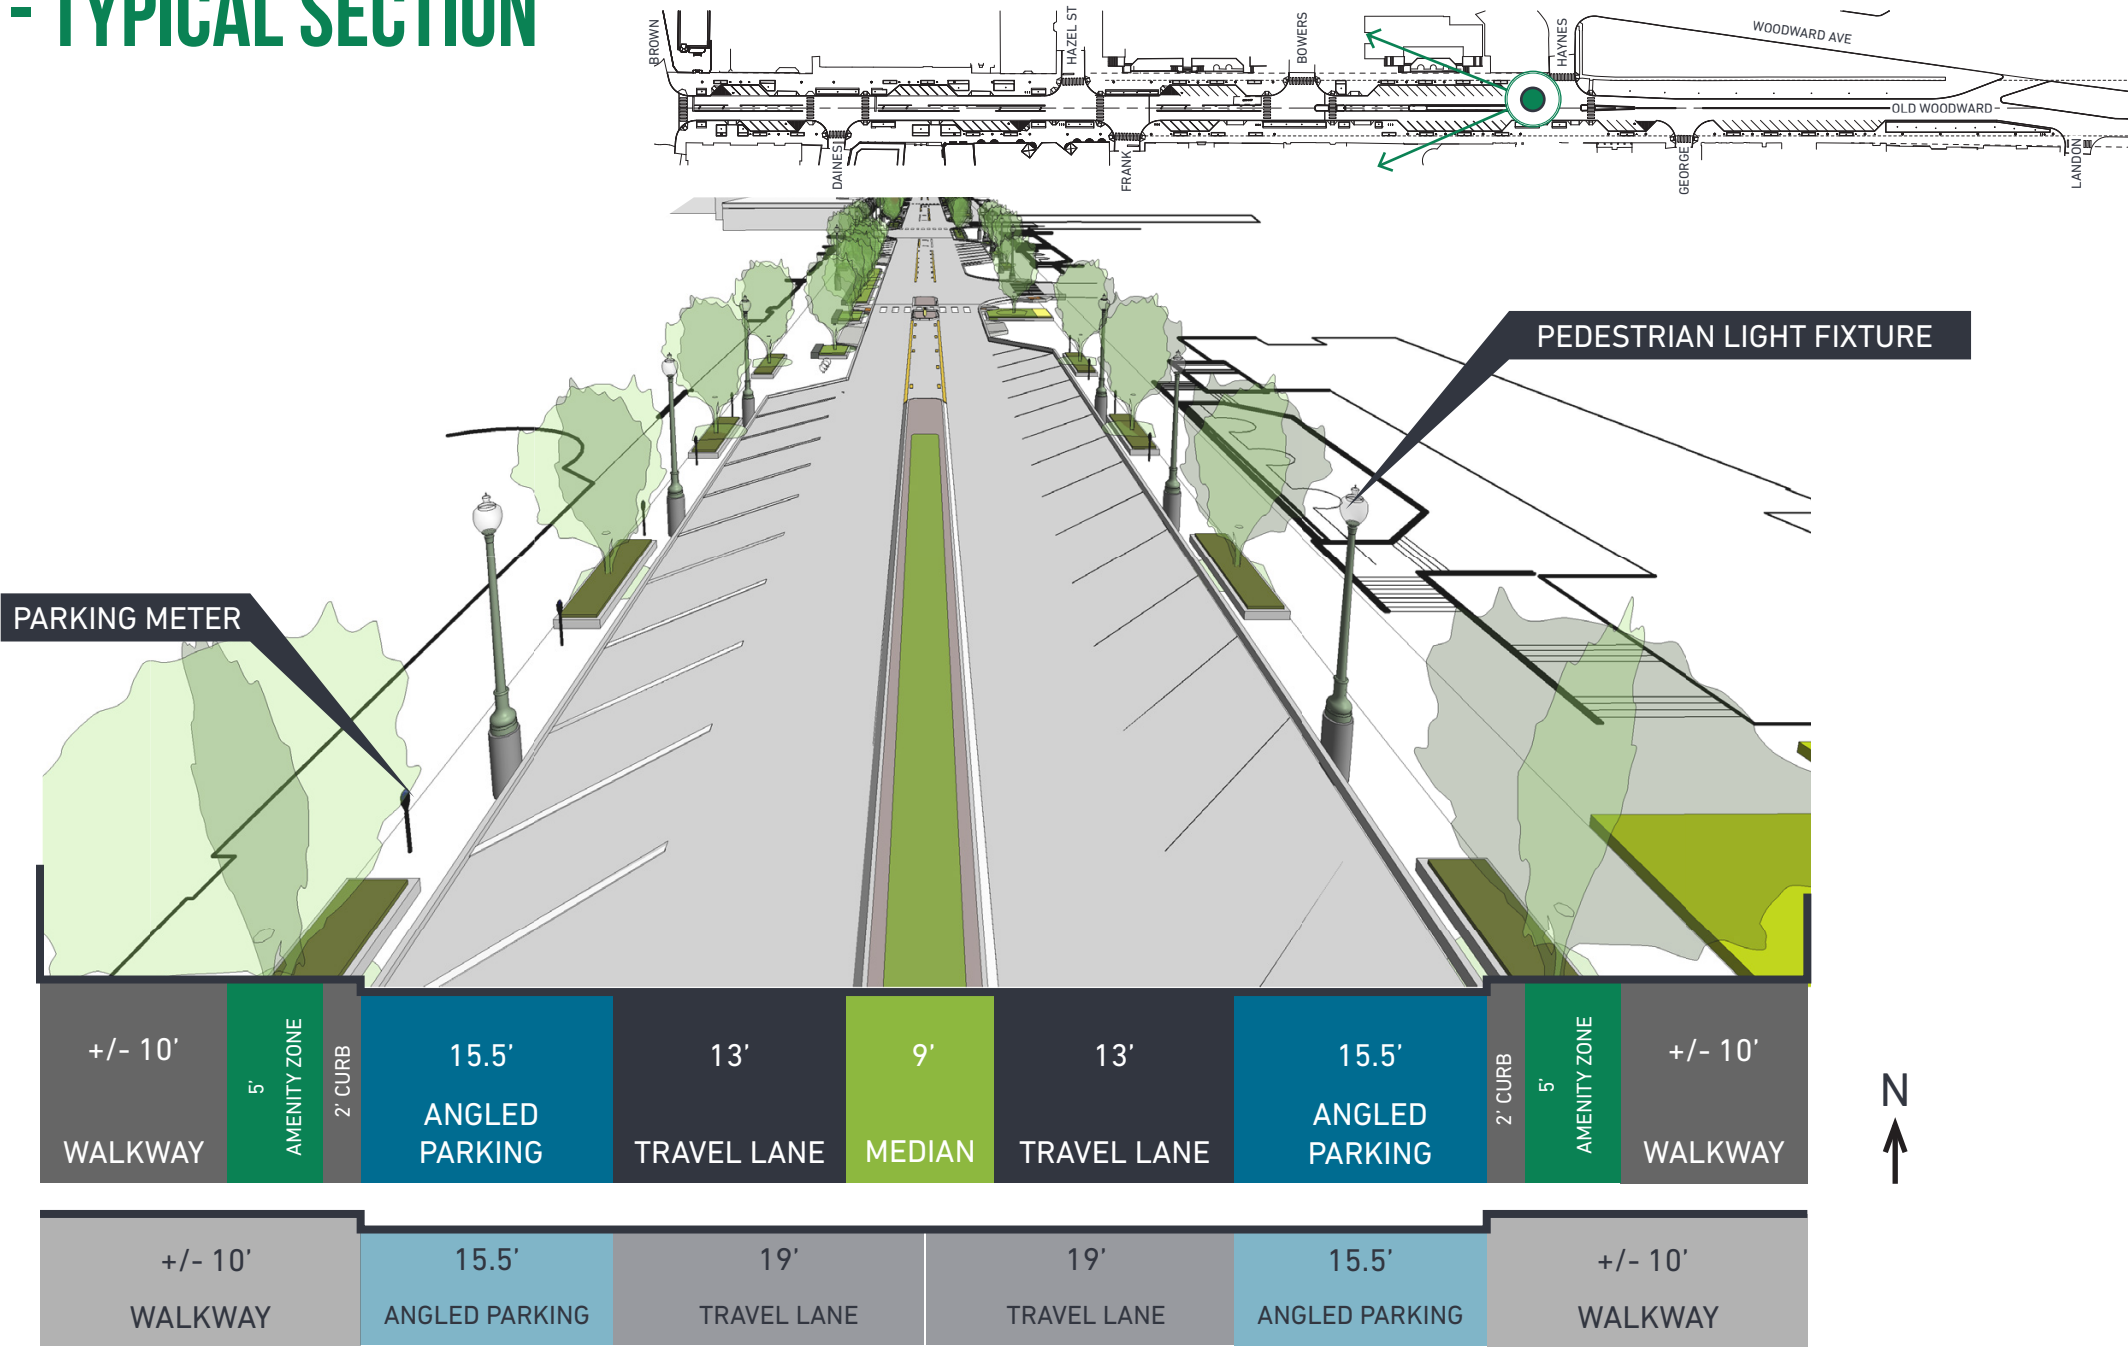 - TYPICAL SECTION
BROWN
HAZEL ST
BOWERS
HAYNES
WOODWARD AVE
OLD WOODWARD
DAINES
FRANK
GEORGE
LANDON
PEDESTRIAN LIGHT FIXTURE
PARKING METER
+/- 10’
WALKWAY
5’
AMENITY ZONE
2’ CURB
15.5’
ANGLED
PARKING
13’
TRAVEL LANE
9’
MEDIAN
13’
TRAVEL LANE
15.5’
ANGLED
PARKING
2’ CURB
5’
AMENITY ZONE
+/- 10’
WALKWAY
N
+/- 10’
WALKWAY
15.5’
ANGLED PARKING
19’
TRAVEL LANE
19’
TRAVEL LANE
15.5’
ANGLED PARKING
+/- 10’
WALKWAY